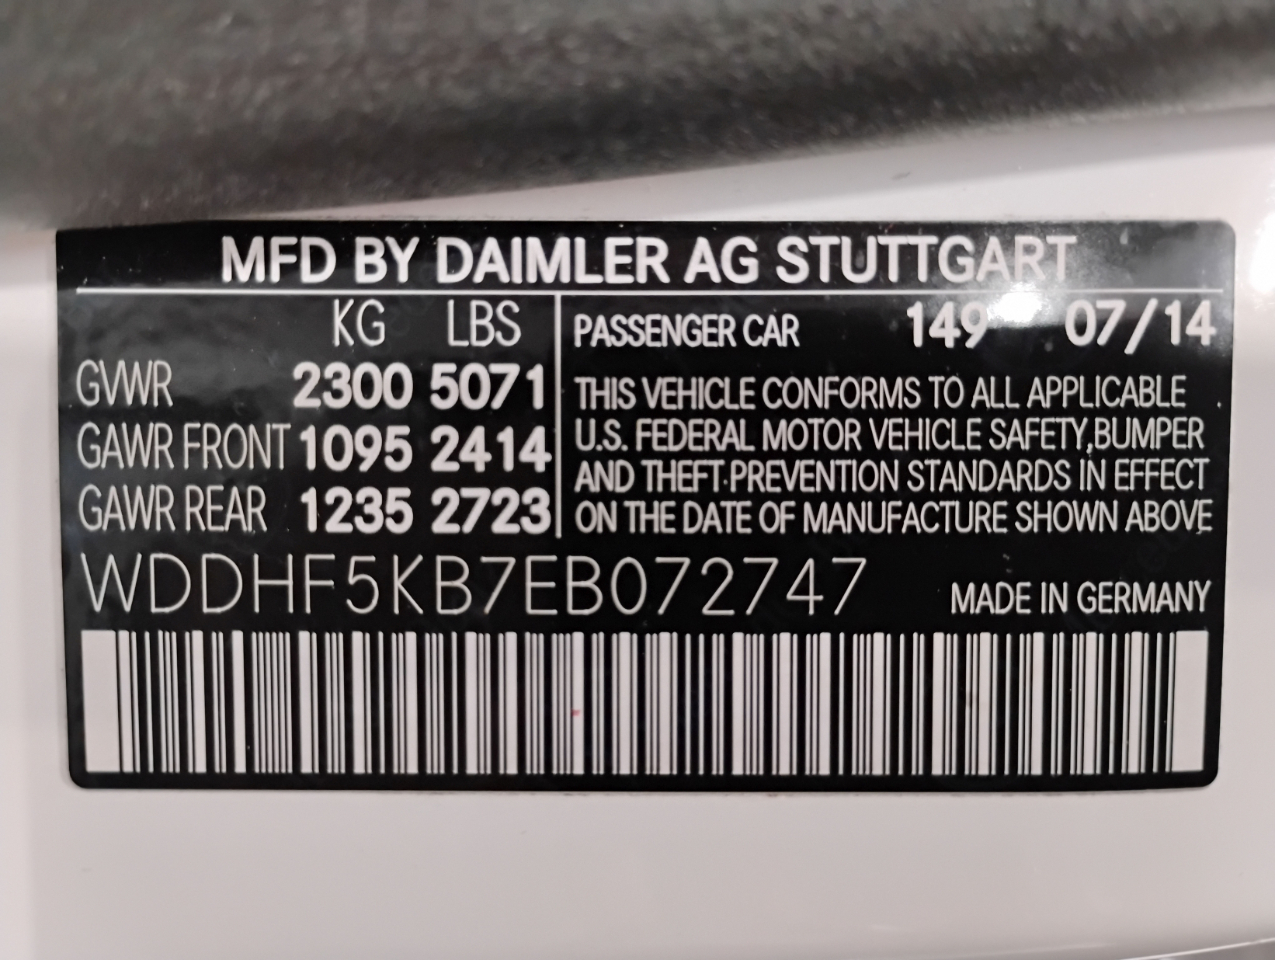 MFD BY DAIMLER AG STUTTGART
KG LBS
GVWR 2300 5071
GAWR FRONT 1095 2414
GAWR REAR 1235 2723
PASSENGER CAR 149 07/14
THIS VEHICLE CONFORMS TO ALL APPLICABLE
U.S. FEDERAL MOTOR VEHICLE SAFETY,BUMPER
AND THEFT-PREVENTION STANDARDS IN EFFECT
ON THE DATE OF MANUFACTURE SHOWN ABOVE
WDDHF5KB7EB072747
MADE IN GERMANY